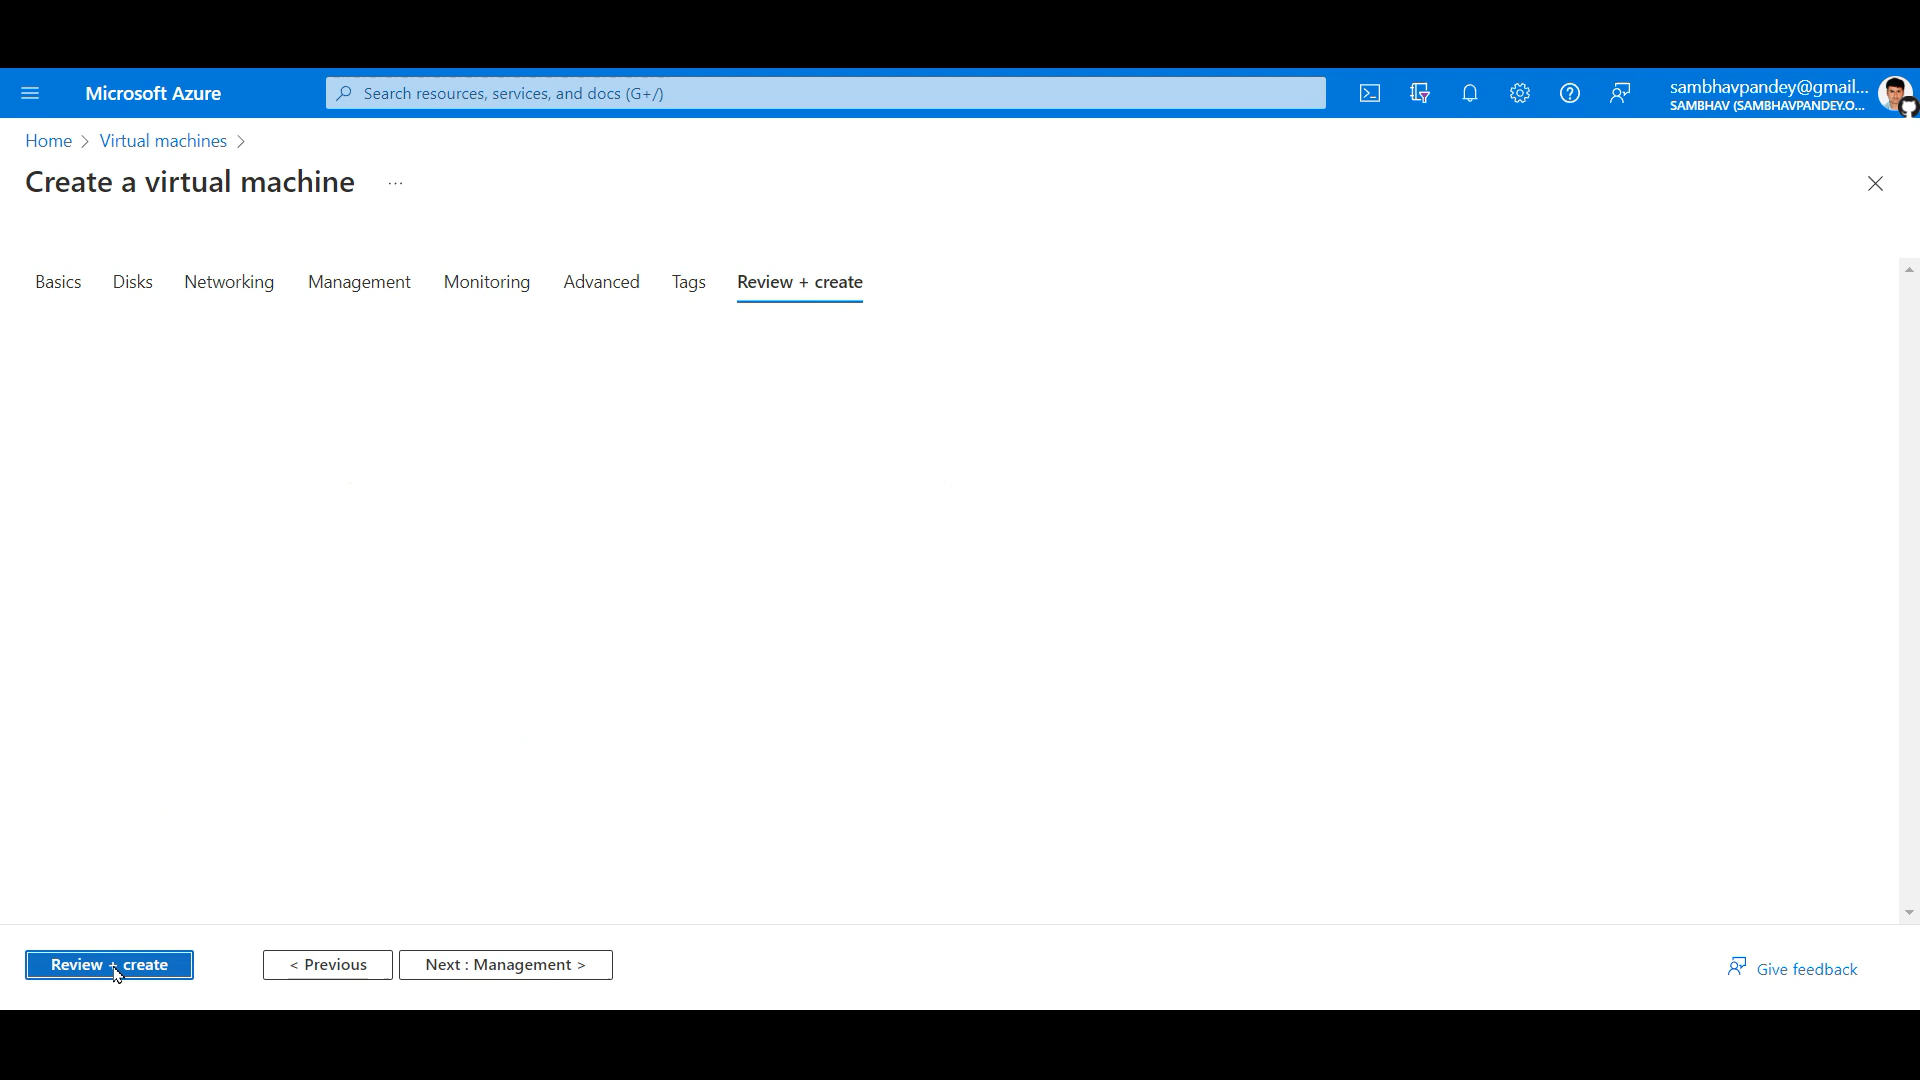 Microsoft Azure
Search resources, services, and docs (G+/)
sambhavpandey@gmail...
SAMBHAV (SAMBHAVPANDEY.O...
Home > Virtual machines >
Create a virtual machine ...
Basics Disks Networking Management Monitoring Advanced Tags Review + create
Review + create < Previous Next : Management > Give feedback